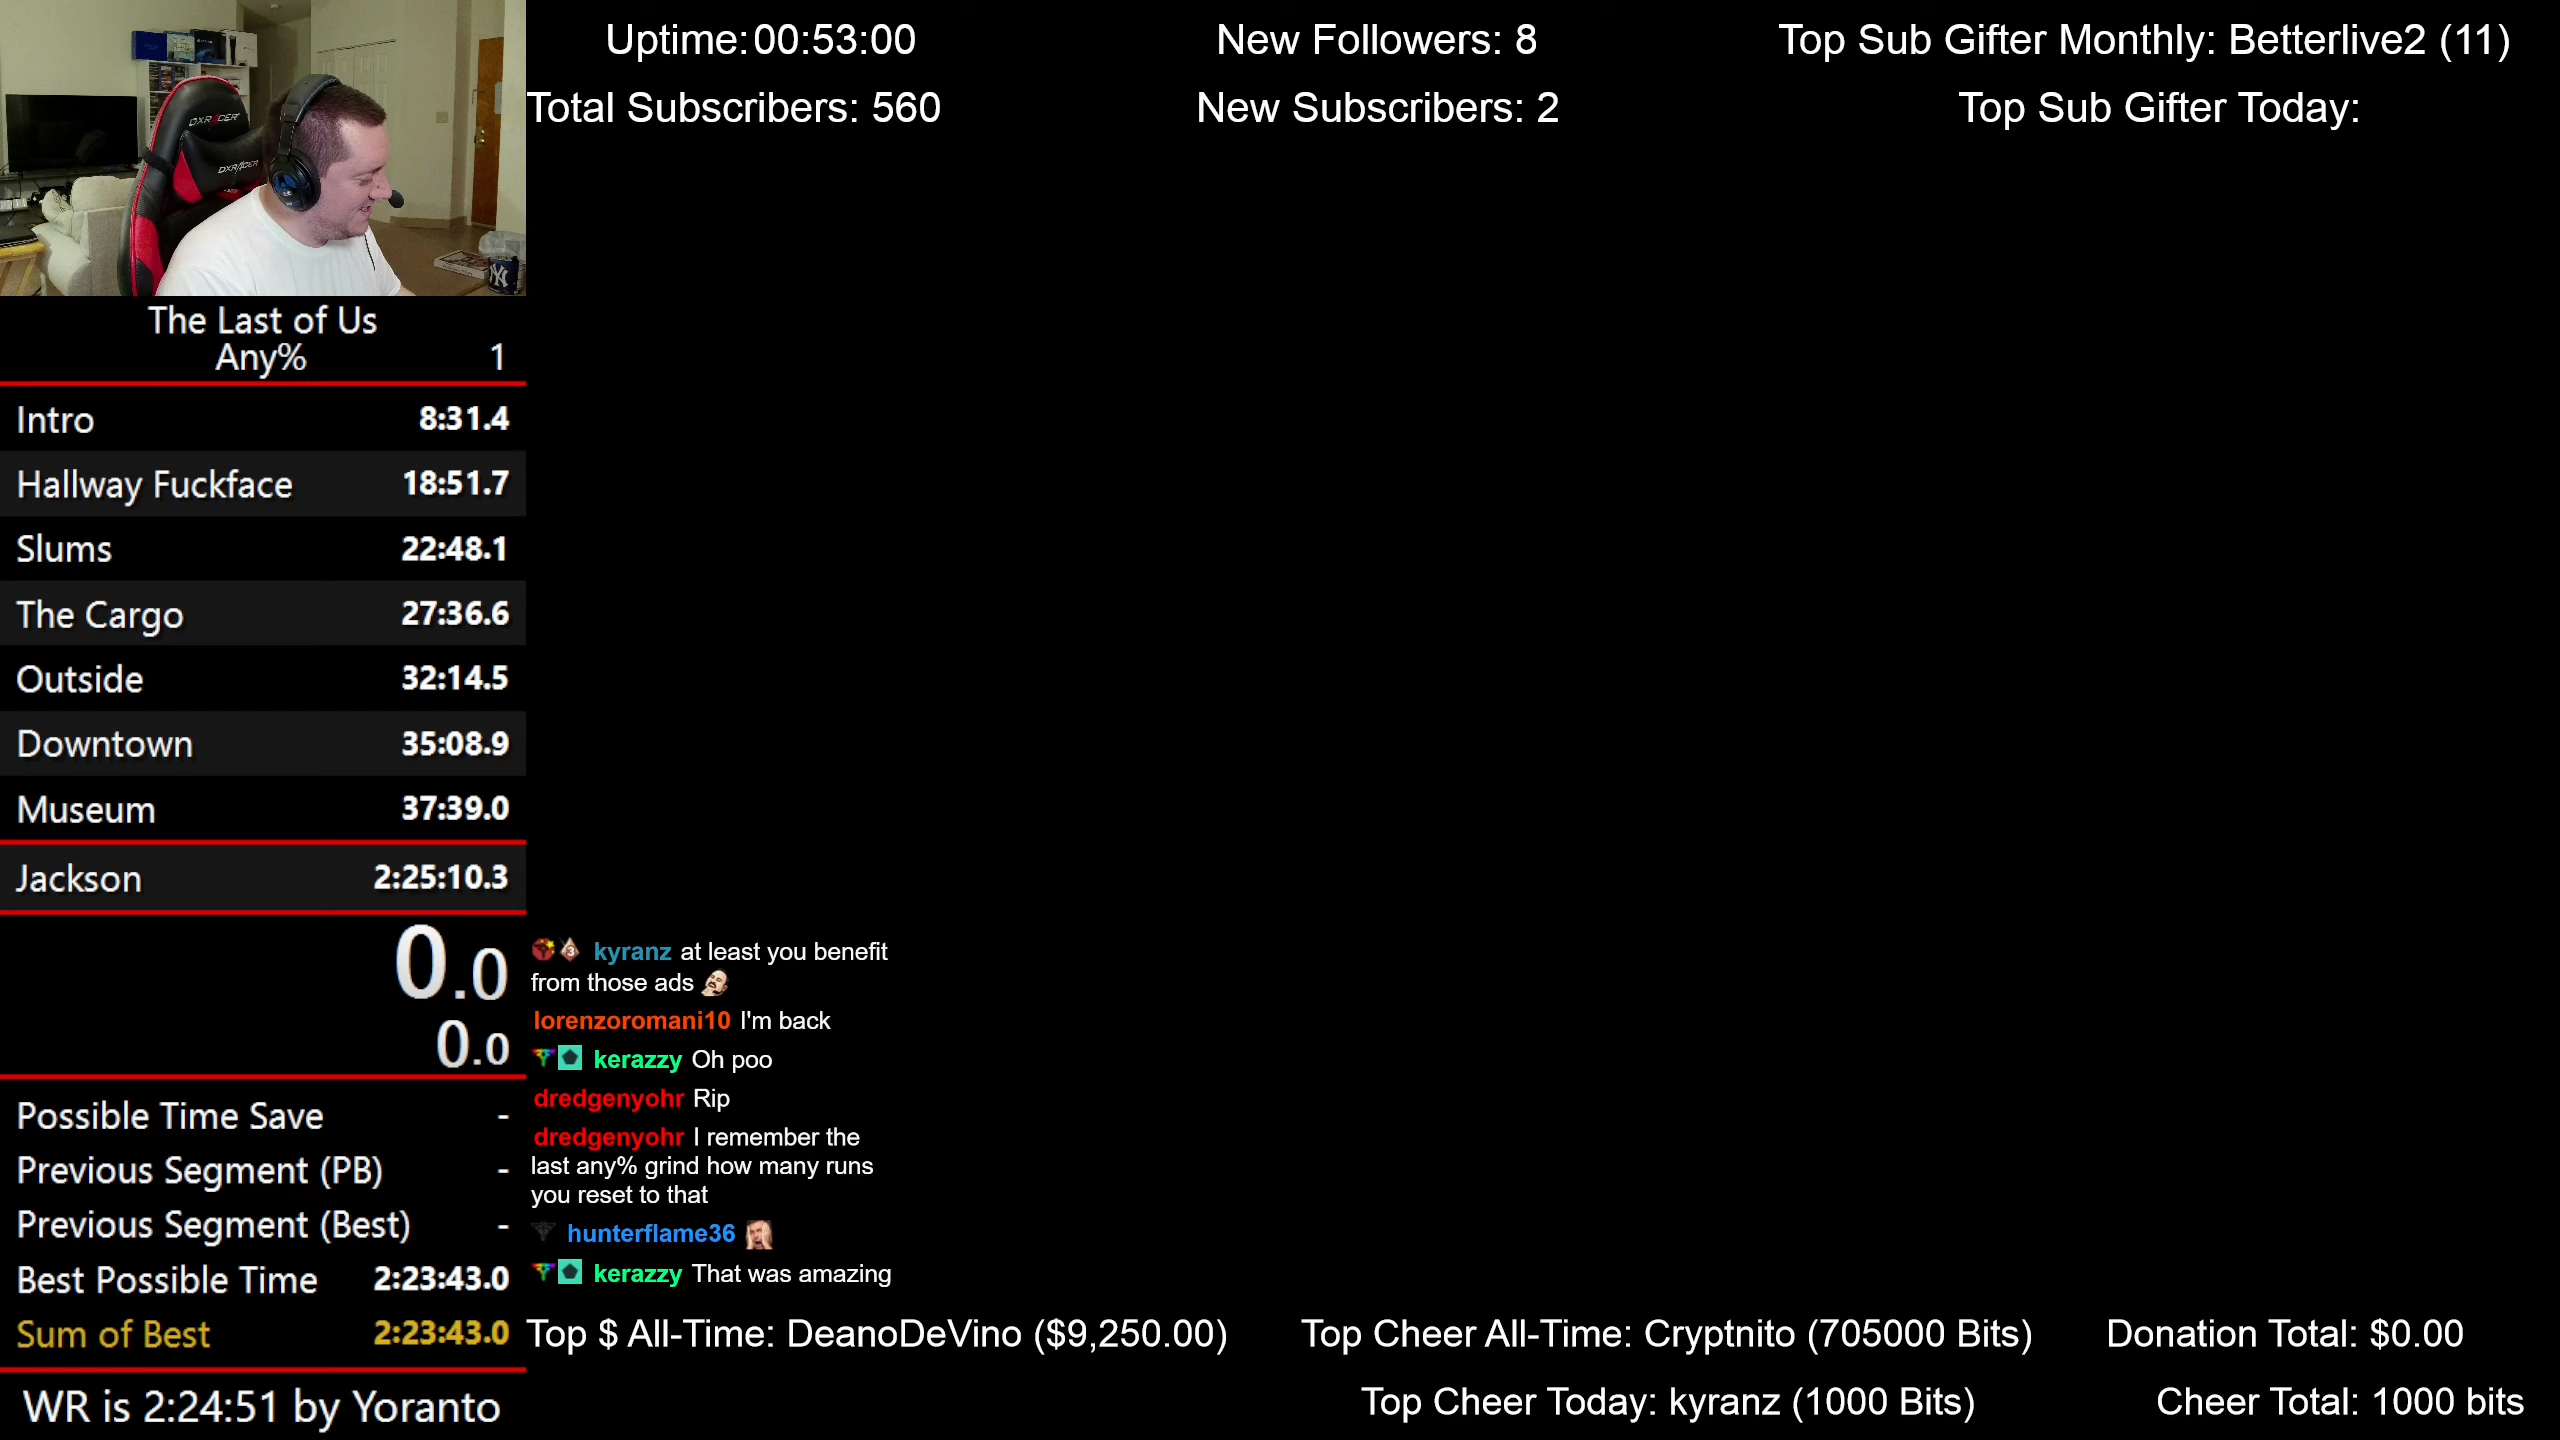 Uptime: 00:53:00
New Followers: 8
Top Sub Gifter Monthly: Betterlive2 (11)
Total Subscribers: 560
New Subscribers: 2
Top Sub Gifter Today:
DXRACER
DXRACER
NY
The Last of Us
Any% 1
Intro 8:31.4
Hallway Fuckface 18:51.7
Slums 22:48.1
The Cargo 27:36.6
Outside 32:14.5
Downtown 35:08.9
Museum 37:39.0
Jackson 2:25:10.3
0.0
0.0
Possible Time Save -
Previous Segment (PB) -
Previous Segment (Best) -
Best Possible Time 2:23:43.0
Sum of Best 2:23:43.0
WR is 2:24:51 by Yoranto
3 kyranz at least you benefit
from those ads
lorenzoromani10 I'm back
kerazzy Oh poo
dredgenyohr Rip
dredgenyohr I remember the
last any% grind how many runs
you reset to that
hunterflame36
kerazzy That was amazing
Top $ All-Time: DeanoDeVino ($9,250.00)
Top Cheer All-Time: Cryptnito (705000 Bits)
Donation Total: $0.00
Top Cheer Today: kyranz (1000 Bits)
Cheer Total: 1000 bits